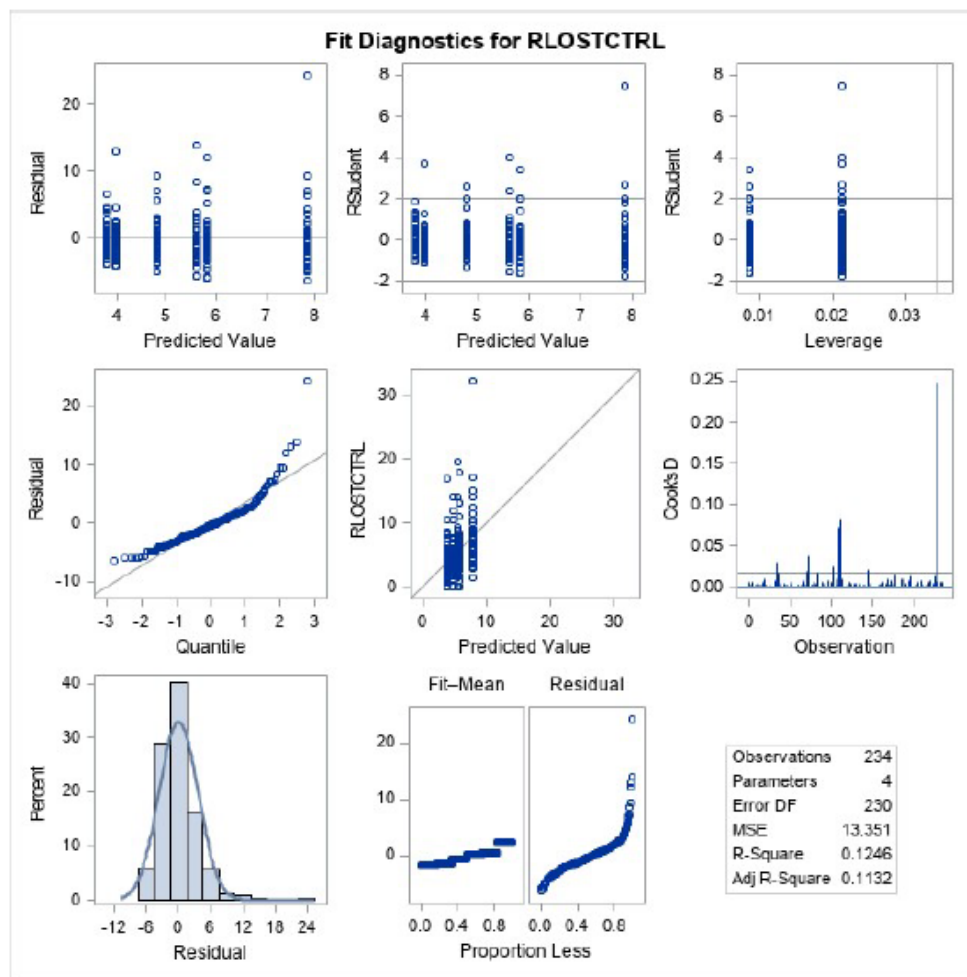 Fit Diagnostics for RLOSTCTRL
Residual
20
10
0
4 5 6 7 8
Predicted Value
RStudent
8
6
4
2
0
-2
4 5 6 7 8
Predicted Value
RStudent
8
6
4
2
0
-2
0.01 0.02 0.03
Leverage
Residual
20
10
0
-10
-3 -2 -1 0 1 2 3
Quantile
RLOSTCTRL
30
20
10
0
0 10 20 30
Predicted Value
Cook's D
0.25
0.20
0.15
0.10
0.05
0.00
0 50 100 150 200
Observation
Percent
40
30
20
10
0
-12 -6 0 6 12 18 24
Residual
Fit–Mean Residual
20
10
0
0.0 0.4 0.8 0.0 0.4 0.8
Proportion Less
Observations 234
Parameters 4
Error DF 230
MSE 13.351
R-Square 0.1246
Adj R-Square 0.1132